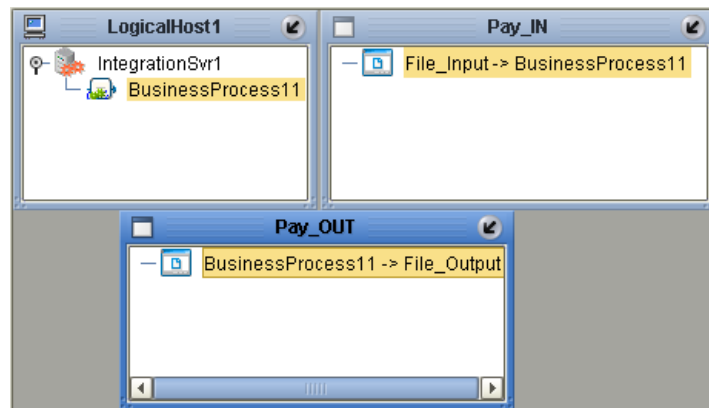 LogicalHost1
IntegrationSvr1
BusinessProcess11
Pay_IN
File_Input -> BusinessProcess11
Pay_OUT
BusinessProcess11 -> File_Output